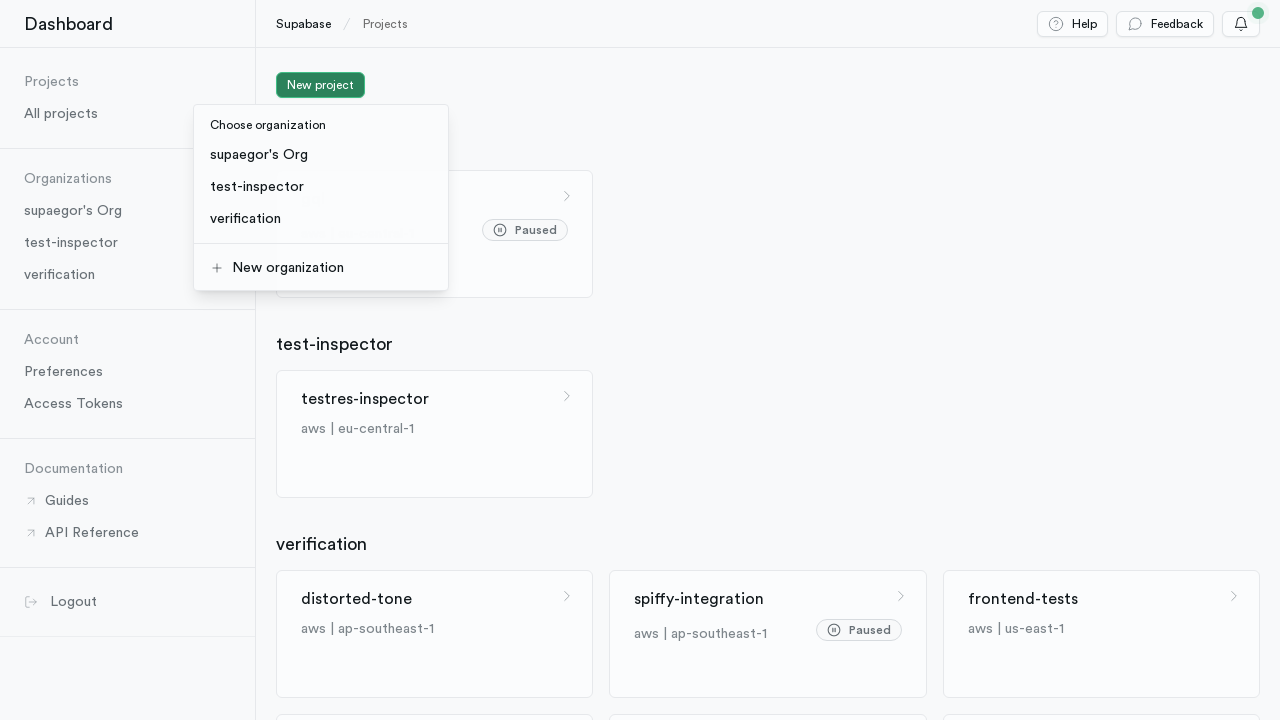 Dashboard
Supabase
Projects
Help
Feedback
Projects
All projects
Organizations
supaegor's Org
test-inspector
verification
Account
Preferences
Access Tokens
Documentation
Guides
API Reference
Logout
New project
Choose organization
supaegor's Org
test-inspector
verification
New organization
Paused
test-inspector
testres-inspector
aws | eu-central-1
verification
distorted-tone
aws | ap-southeast-1
spiffy-integration
aws | ap-southeast-1
Paused
frontend-tests
aws | us-east-1